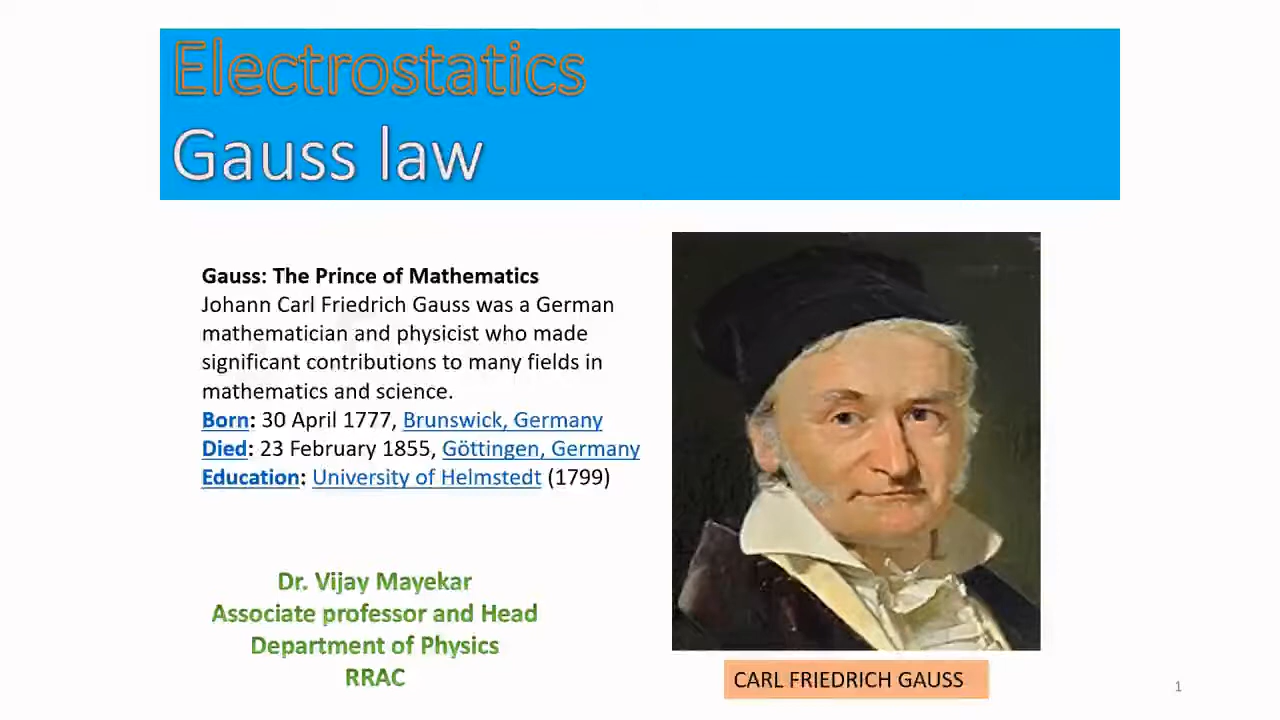 Electrostatics
Gauss law
Gauss: The Prince of Mathematics
Johann Carl Friedrich Gauss was a German
mathematician and physicist who made
significant contributions to many fields in
mathematics and science.
Born: 30 April 1777, Brunswick, Germany
Died: 23 February 1855, Göttingen, Germany
Education: University of Helmstedt (1799)
Dr. Vijay Mayekar
Associate professor and Head
Department of Physics
RRAC
CARL FRIEDRICH GAUSS
1